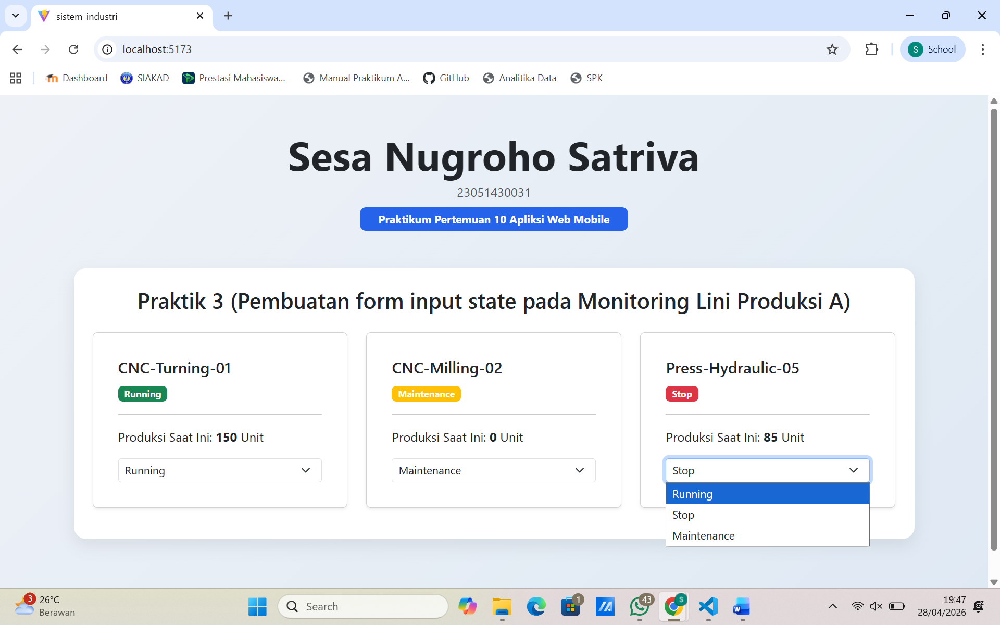 sistem-industri
localhost:5173
S School
Dashboard SIAKAD Prestasi Mahasiswa... Manual Praktikum A... GitHub Analitika Data SPK
Sesa Nugroho Satriva
23051430031
Praktikum Pertemuan 10 Apliksi Web Mobile
Praktik 3 (Pembuatan form input state pada Monitoring Lini Produksi A)
CNC-Turning-01
Running
Produksi Saat Ini: 150 Unit
Running
CNC-Milling-02
Maintenance
Produksi Saat Ini: 0 Unit
Maintenance
Press-Hydraulic-05
Stop
Produksi Saat Ini: 85 Unit
Stop
Running
Stop
Maintenance
3
26°C
Berawan
Search
1
43
S
W
19:47
28/04/2026